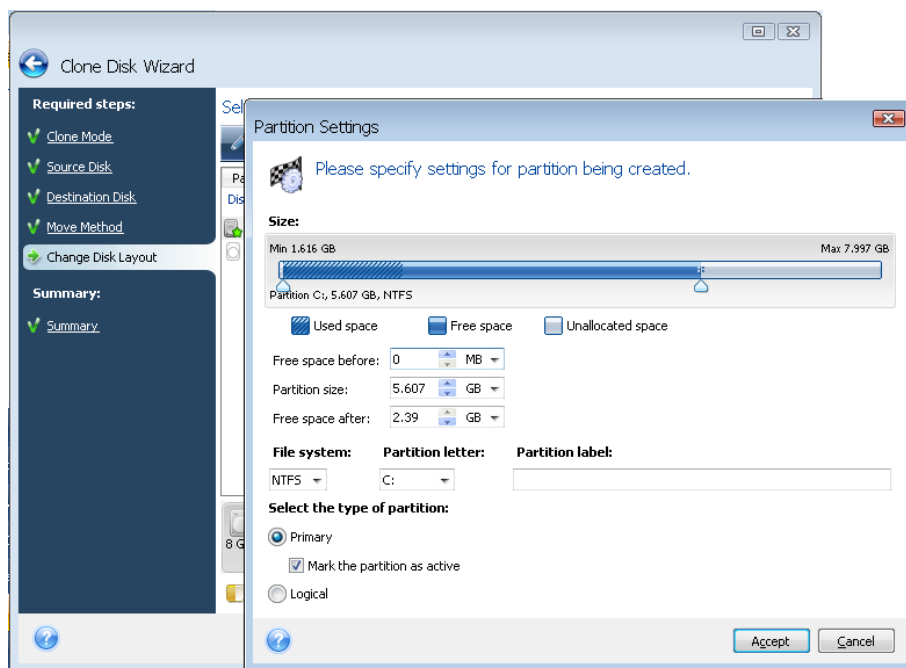 Clone Disk Wizard
Required steps:
Clone Mode
Source Disk
Destination Disk
Move Method
Change Disk Layout
Summary:
Summary
Partition Settings
Please specify settings for partition being created.
Size:
Min 1.616 GB Max 7.997 GB
Partition C:, 5.607 GB, NTFS
Used space Free space Unallocated space
Free space before: 0 MB
Partition size: 5.607 GB
Free space after: 2.39 GB
File system: Partition letter: Partition label:
NTFS C:
Select the type of partition:
Primary
Mark the partition as active
Logical
Accept Cancel